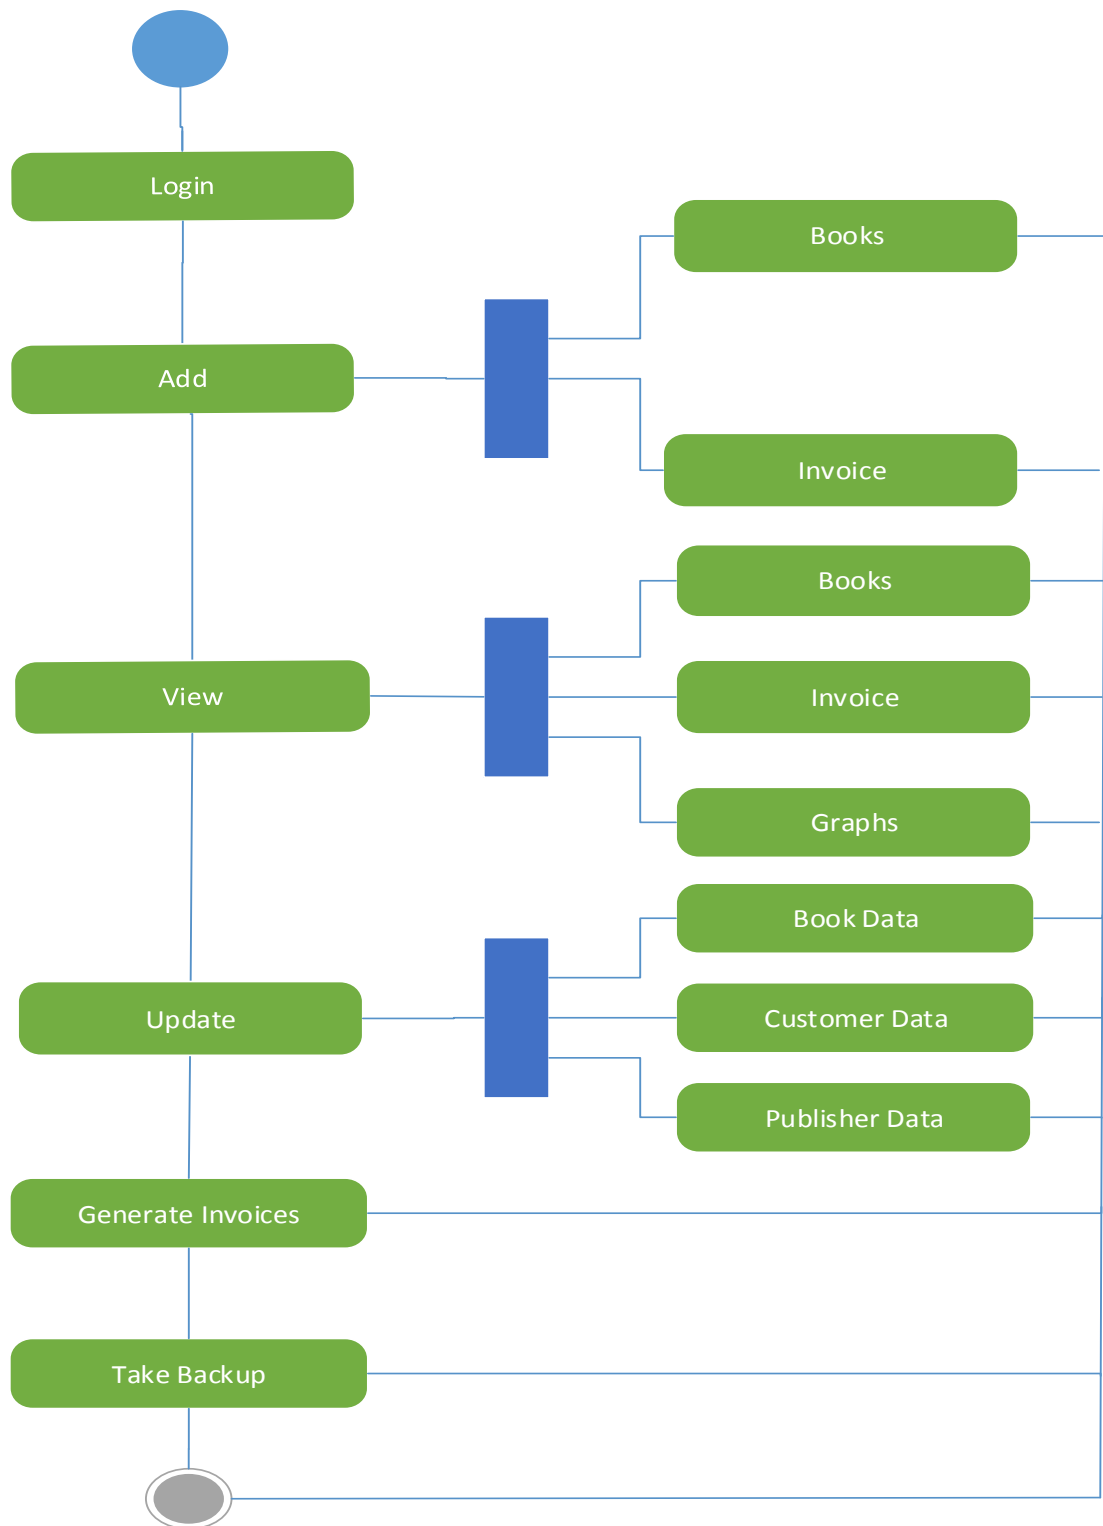 Login
Books
Add
Invoice
Books
View
Invoice
Graphs
Book Data
Update
Customer Data
Publisher Data
Generate Invoices
Take Backup